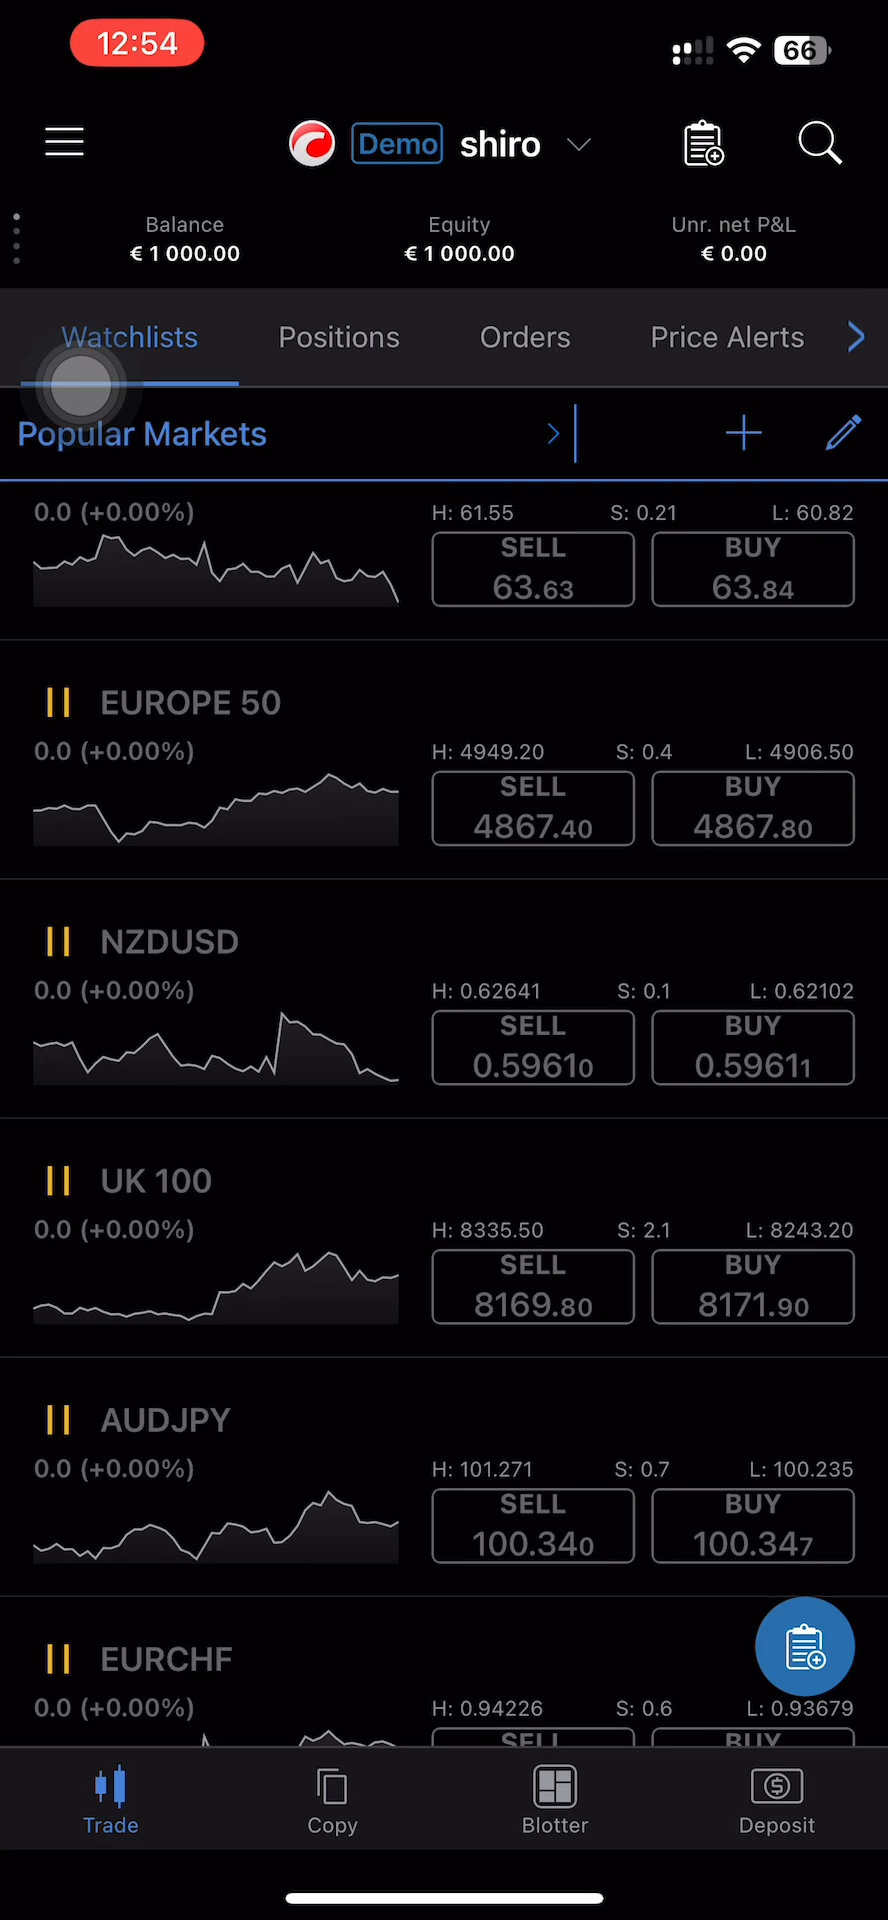 12:54
66
Demo shiro
Balance Equity Unr. net P&L
€ 1 000.00 € 1 000.00 € 0.00
Watchlists Positions Orders Price Alerts
Popular Markets
0.0 (+0.00%) H: 61.55 S: 0.21 L: 60.82
SELL BUY
63.63 63.84
EUROPE 50
0.0 (+0.00%) H: 4949.20 S: 0.4 L: 4906.50
SELL BUY
4867.40 4867.80
NZDUSD
0.0 (+0.00%) H: 0.62641 S: 0.1 L: 0.62102
SELL BUY
0.59610 0.59611
UK 100
0.0 (+0.00%) H: 8335.50 S: 2.1 L: 8243.20
SELL BUY
8169.80 8171.90
AUDJPY
0.0 (+0.00%) H: 101.271 S: 0.7 L: 100.235
SELL BUY
100.340 100.347
EURCHF
0.0 (+0.00%) H: 0.94226 S: 0.6 L: 0.93679
SELL BUY
Trade Copy Blotter Deposit